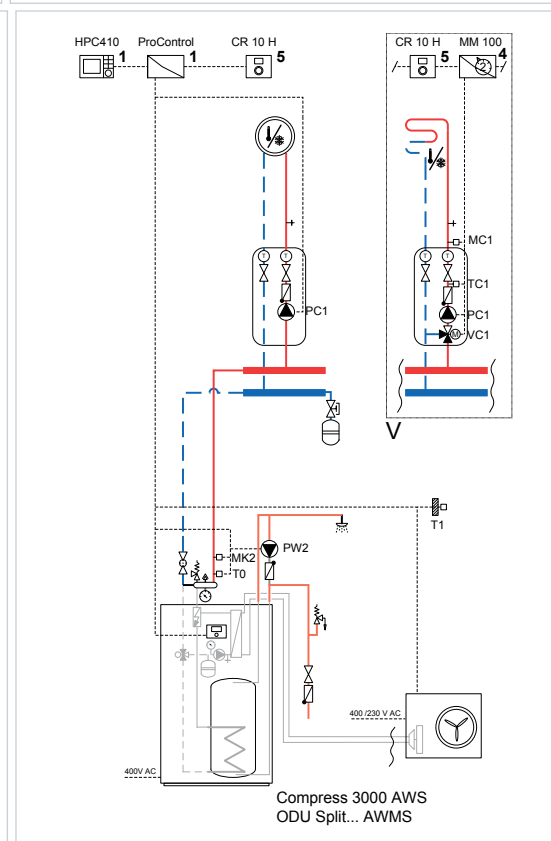 HPC410 ProControl CR 10 H
1 1 5
CR 10 H MM 100
5 2 4
T T
PC1
T T
MC1
TC1
PC1
M
VC1
V
T1
PW2
MK2
T0
400 /230 V AC
400V AC
Compress 3000 AWS
ODU Split... AWMS